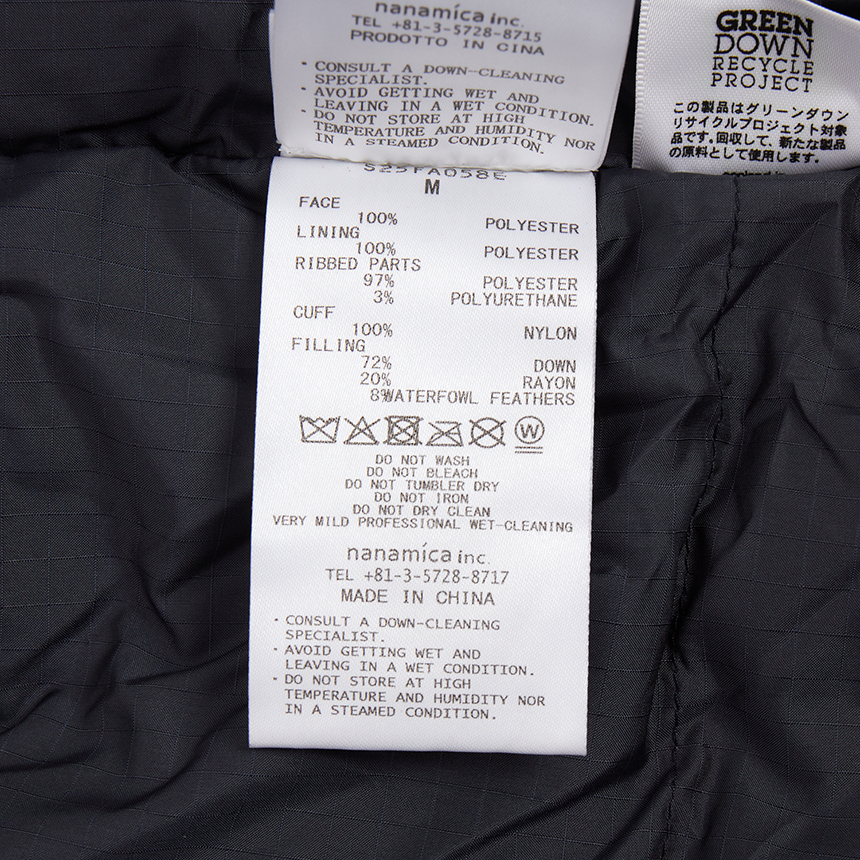 nanamica inc.
TEL +81-3-5728-8715
PRODOTTO IN CINA
· CONSULT A DOWN-CLEANING
SPECIALIST.
· AVOID GETTING WET AND
LEAVING IN A WET CONDITION.
· DO NOT STORE AT HIGH
TEMPERATURE AND HUMIDITY NOR
IN A STEAMED CONDITION.
GREEN
DOWN
RECYCLE
PROJECT
この製品はグリーンダウン
リサイクルプロジェクト対象
品です。回収して、新たな製品
の原料として使用します。
S25FA058E
M
FACE
100% POLYESTER
LINING
100% POLYESTER
RIBBED PARTS
97% POLYESTER
3% POLYURETHANE
CUFF
100% NYLON
FILLING
72% DOWN
20% RAYON
8%WATERFOWL FEATHERS
W
DO NOT WASH
DO NOT BLEACH
DO NOT TUMBLER DRY
DO NOT IRON
DO NOT DRY CLEAN
VERY MILD PROFESSIONAL WET-CLEANING
nanamica inc.
TEL +81-3-5728-8717
MADE IN CHINA
· CONSULT A DOWN-CLEANING
SPECIALIST.
· AVOID GETTING WET AND
LEAVING IN A WET CONDITION.
· DO NOT STORE AT HIGH
TEMPERATURE AND HUMIDITY NOR
IN A STEAMED CONDITION.